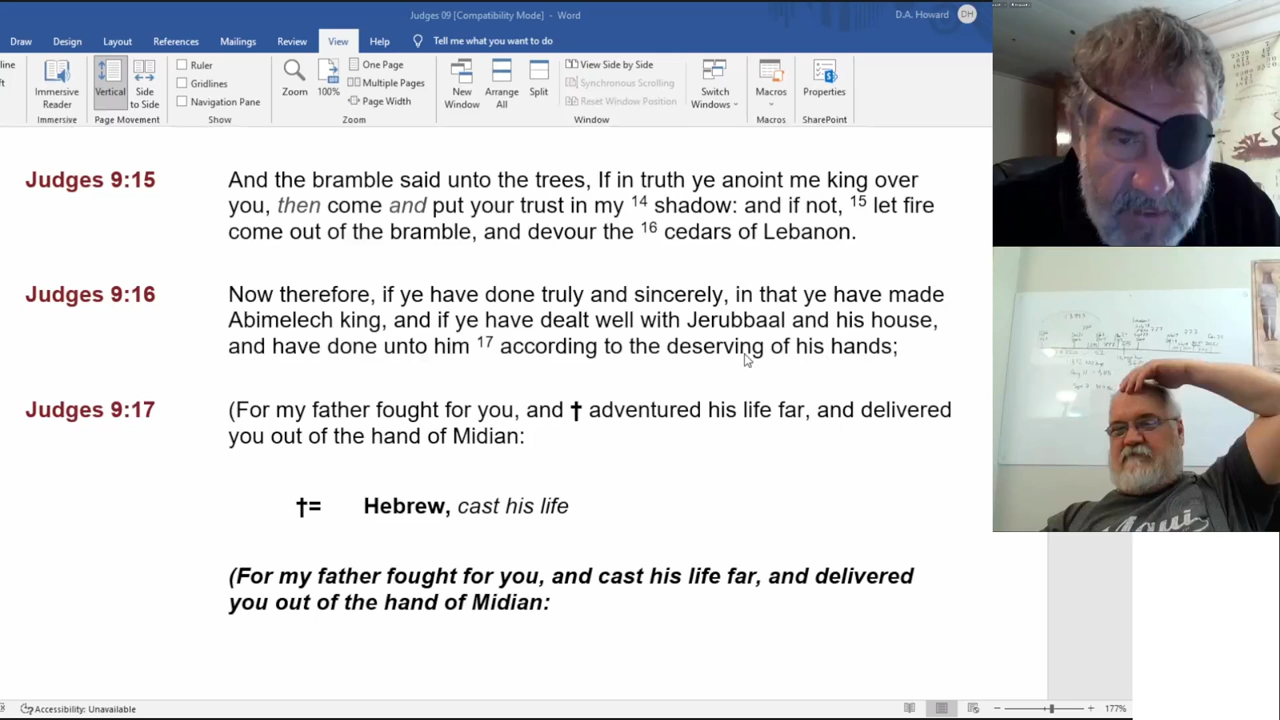 Judges 09 [Compatibility Mode] - Word
D.A. Howard DH
Draw Design Layout References Mailings Review View Help Tell me what you want to do
Immersive Reader
Immersive
Vertical
Side to Side
Page Movement
Ruler
Gridlines
Navigation Pane
Show
Zoom
100%
One Page
Multiple Pages
Page Width
Zoom
New Window
Arrange All
Split
View Side by Side
Synchronous Scrolling
Reset Window Position
Switch Windows
Window
Macros
Macros
Properties
SharePoint
Judges 9:15 And the bramble said unto the trees, If in truth ye anoint me king over
you, then come and put your trust in my 14 shadow: and if not, 15 let fire
come out of the bramble, and devour the 16 cedars of Lebanon.
Judges 9:16 Now therefore, if ye have done truly and sincerely, in that ye have made
Abimelech king, and if ye have dealt well with Jerubbaal and his house,
and have done unto him 17 according to the deserving of his hands;
Judges 9:17 (For my father fought for you, and † adventured his life far, and delivered
you out of the hand of Midian:
†= Hebrew, cast his life
(For my father fought for you, and cast his life far, and delivered
you out of the hand of Midian:
Maui
Accessibility: Unavailable
177%